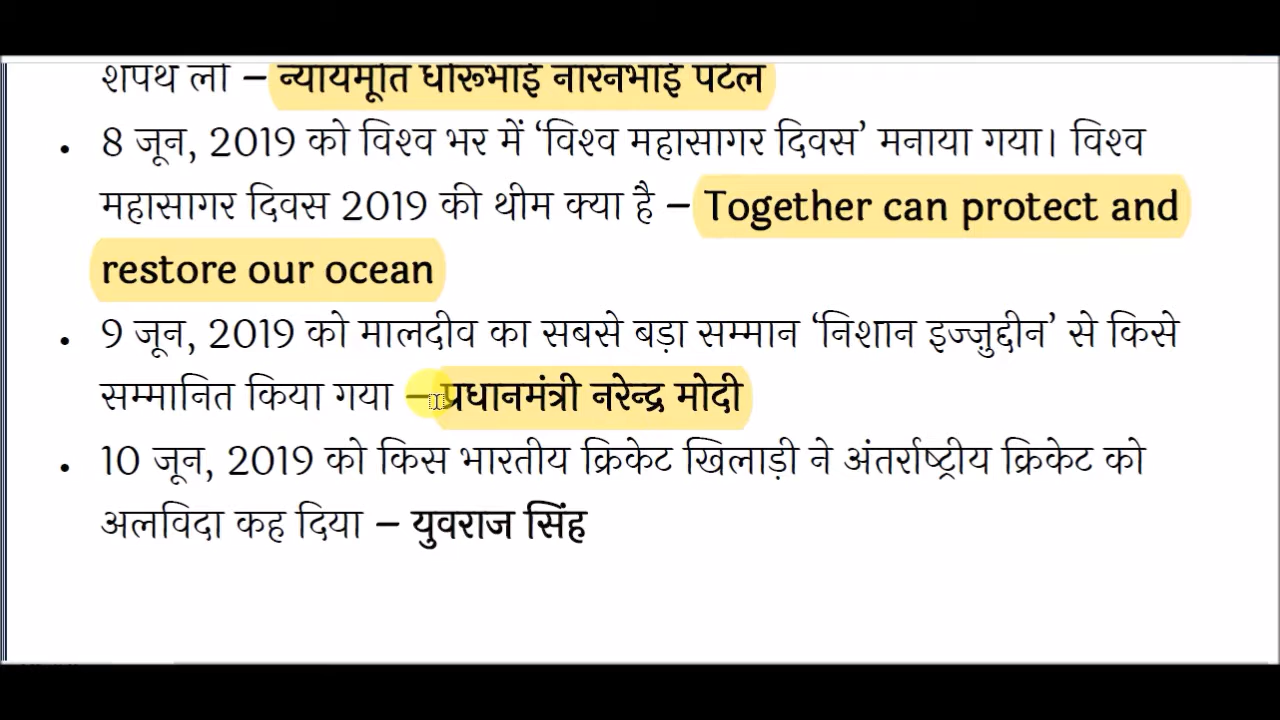 शपथ ली – न्यायमूर्ति धीरूभाई नारनभाई पटेल
• 8 जून, 2019 को विश्व भर में ‘विश्व महासागर दिवस’ मनाया गया। विश्व
महासागर दिवस 2019 की थीम क्या है – Together can protect and
restore our ocean
• 9 जून, 2019 को मालदीव का सबसे बड़ा सम्मान ‘निशान इज्ज़ुद्दीन’ से किसे
सम्मानित किया गया – प्रधानमंत्री नरेन्द्र मोदी
• 10 जून, 2019 को किस भारतीय क्रिकेट खिलाड़ी ने अंतर्राष्ट्रीय क्रिकेट को
अलविदा कह दिया – युवराज सिंह